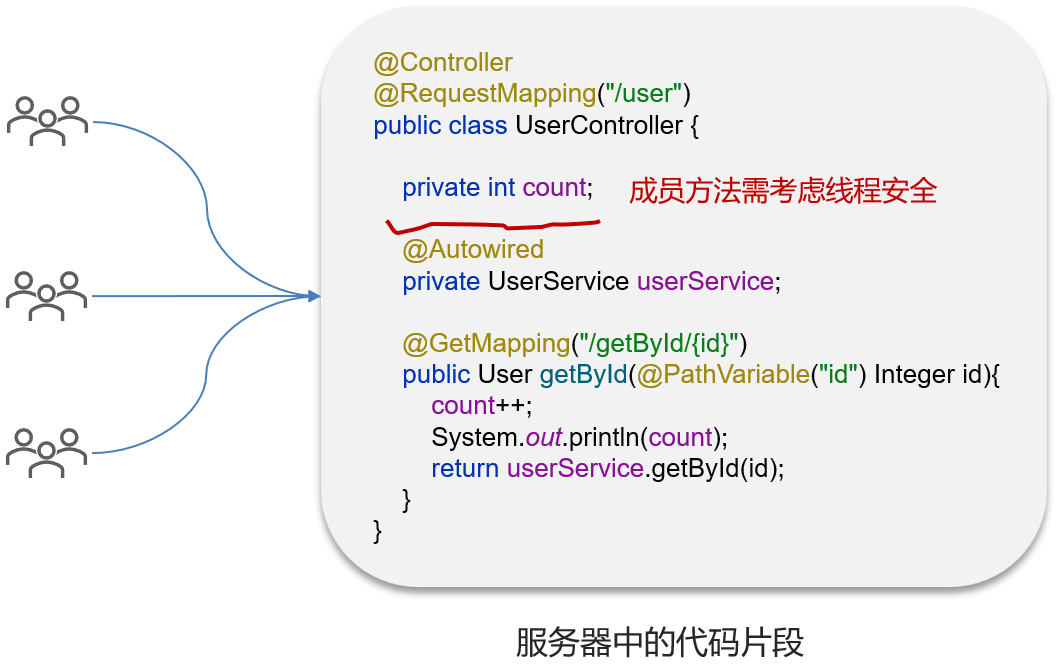 @Controller
@RequestMapping("/user")
public class UserController {
private int count; 成员方法需考虑线程安全
@Autowired
private UserService userService;
@GetMapping("/getById/{id}")
public User getById(@PathVariable("id") Integer id){
count++;
System.out.println(count);
return userService.getById(id);
}
}
服务器中的代码片段